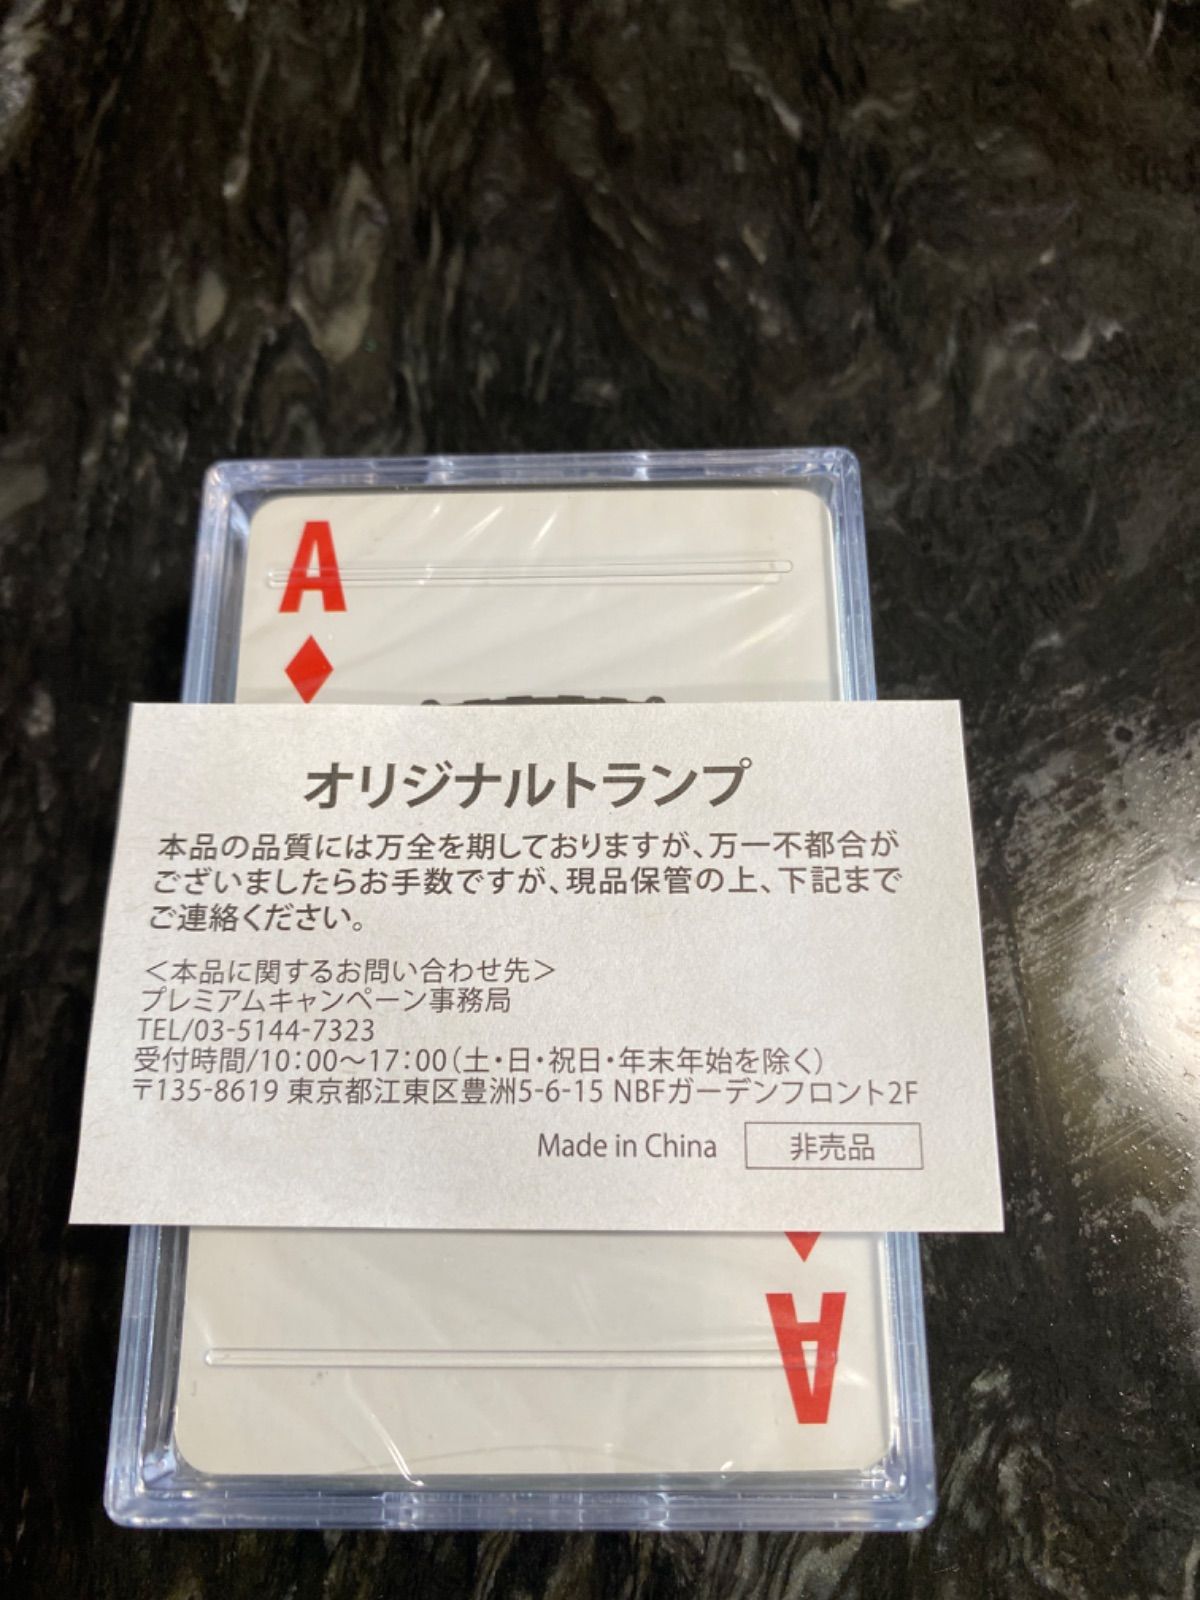 A
オリジナルトランプ
本品の品質には万全を期しておりますが、万一不都合が
ございましたらお手数ですが、現品保管の上、下記まで
ご連絡ください。
＜本品に関するお問い合わせ先＞
プレミアムキャンペーン事務局
TEL/03-5144-7323
受付時間/10：00〜17：00（土・日・祝日・年末年始を除く）
〒135-8619 東京都江東区豊洲5-6-15 NBFガーデンフロント2F
Made in China 非売品
A